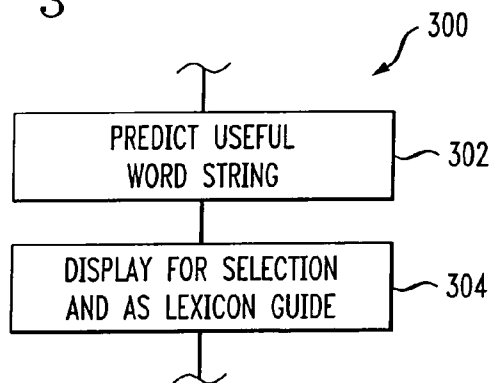 3
300
PREDICT USEFUL
WORD STRING
302
DISPLAY FOR SELECTION
AND AS LEXICON GUIDE
304